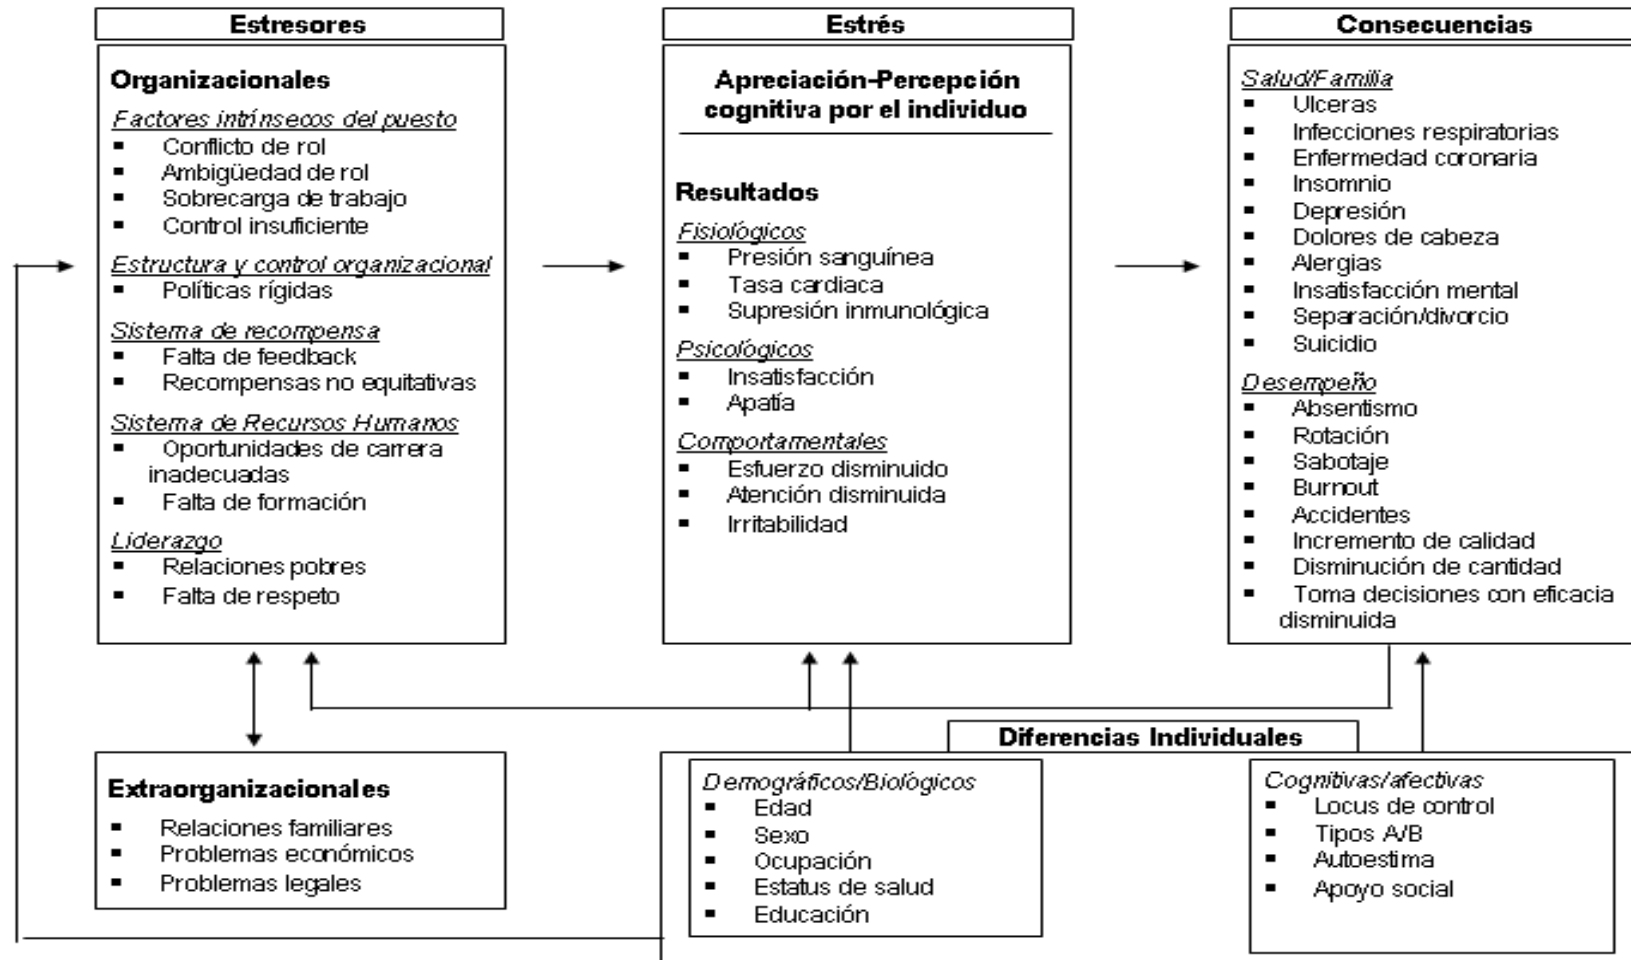 Estresores
Organizacionales
Factores intrínsecos del puesto
▪ Conflicto de rol
▪ Ambigüedad de rol
▪ Sobrecarga de trabajo
▪ Control insuficiente
Estructura y control organizacional
▪ Políticas rígidas
Sistema de recompensa
▪ Falta de feedback
▪ Recompensas no equitativas
Sistema de Recursos Humanos
▪ Oportunidades de carrera
inadecuadas
▪ Falta de formación
Liderazgo
▪ Relaciones pobres
▪ Falta de respeto
Estrés
Apreciación-Percepción
cognitiva por el individuo
Resultados
Fisiológicos
▪ Presión sanguínea
▪ Tasa cardiaca
▪ Supresión inmunológica
Psicológicos
▪ Insatisfacción
▪ Apatía
Comportamentales
▪ Esfuerzo disminuido
▪ Atención disminuida
▪ Irritabilidad
Consecuencias
Salud/Familia
▪ Ulceras
▪ Infecciones respiratorias
▪ Enfermedad coronaria
▪ Insomnio
▪ Depresión
▪ Dolores de cabeza
▪ Alergias
▪ Insatisfacción mental
▪ Separación/divorcio
▪ Suicidio
Desempeño
▪ Absentismo
▪ Rotación
▪ Sabotaje
▪ Burnout
▪ Accidentes
▪ Incremento de calidad
▪ Disminución de cantidad
▪ Toma decisiones con eficacia
disminuida
Extraorganizacionales
▪ Relaciones familiares
▪ Problemas económicos
▪ Problemas legales
Diferencias Individuales
Demográficos/Biológicos
▪ Edad
▪ Sexo
▪ Ocupación
▪ Estatus de salud
▪ Educación
Cognitivas/afectivas
▪ Locus de control
▪ Tipos A/B
▪ Autoestima
▪ Apoyo social